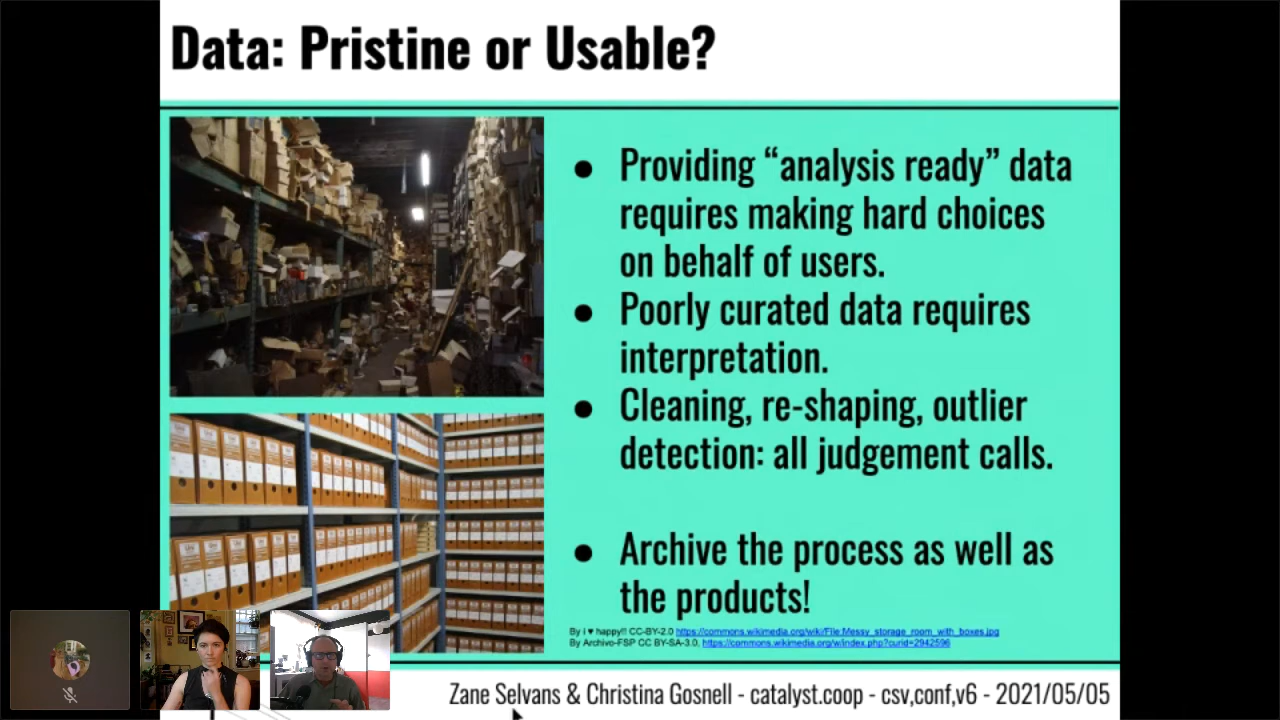 Data: Pristine or Usable?
● Providing “analysis ready” data
requires making hard choices
on behalf of users.
● Poorly curated data requires
interpretation.
● Cleaning, re-shaping, outlier
detection: all judgement calls.
● Archive the process as well as
the products!
By i ♥ happy!! CC-BY-2.0 https://commons.wikimedia.org/wiki/File:Messy_storage_room_with_boxes.jpg
By Archivo-FSP CC BY-SA-3.0, https://commons.wikimedia.org/w/index.php?curid=2942596
Zane Selvans & Christina Gosnell - catalyst.coop - csv,conf,v6 - 2021/05/05